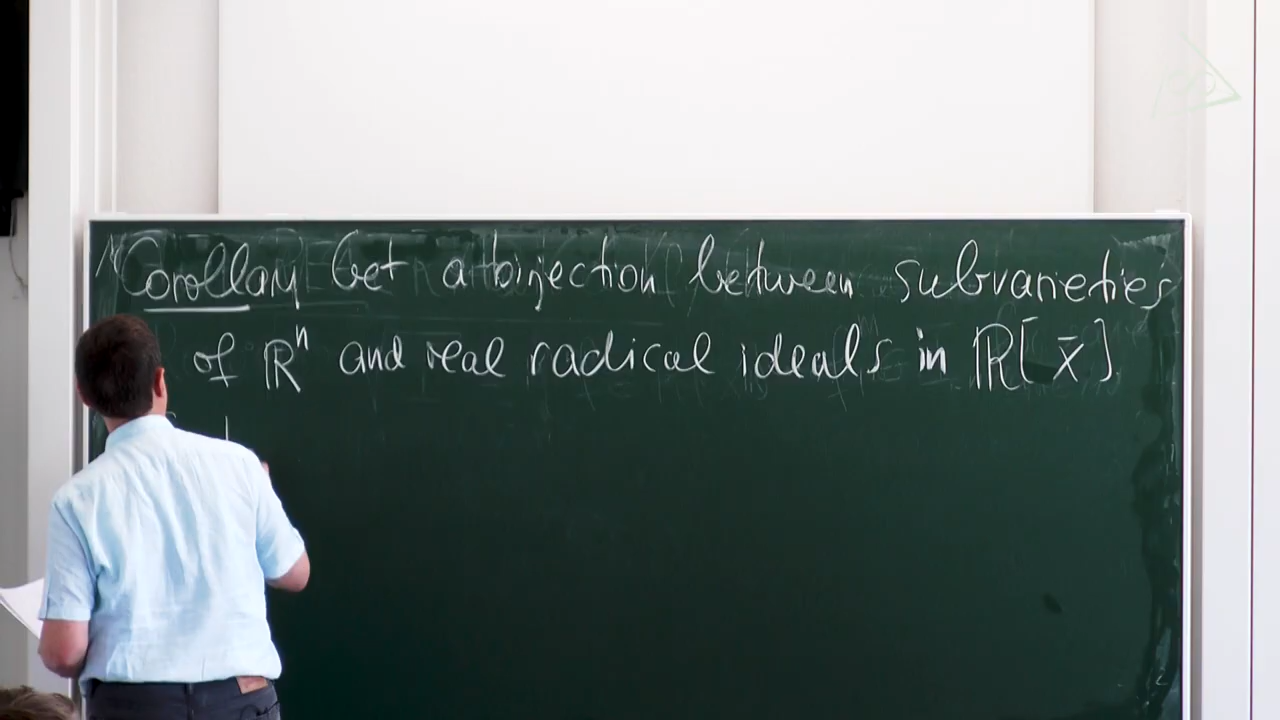 Corollary Get a bijection between subvarieties
of ℝⁿ and real radical ideals in ℝ[x̄]